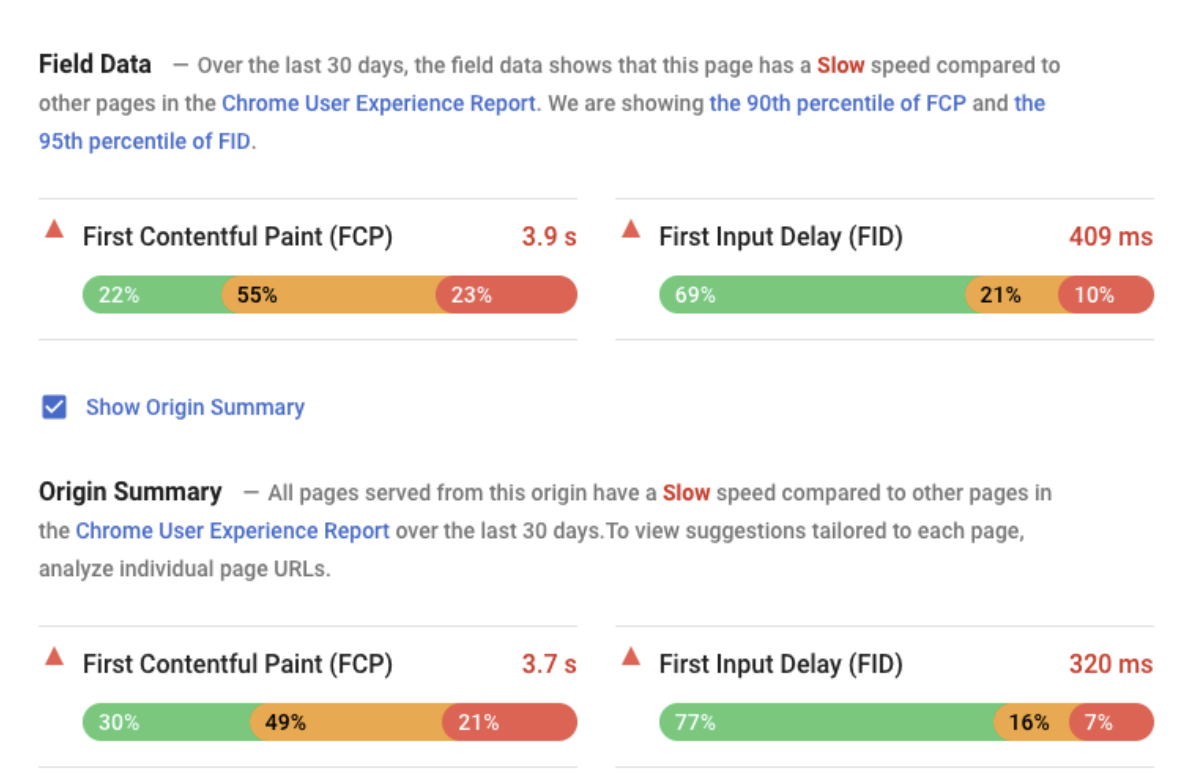 Field Data — Over the last 30 days, the field data shows that this page has a Slow speed compared to
other pages in the Chrome User Experience Report. We are showing the 90th percentile of FCP and the
95th percentile of FID.
First Contentful Paint (FCP) 3.9 s
22% 55% 23%
First Input Delay (FID) 409 ms
69% 21% 10%
Show Origin Summary
Origin Summary — All pages served from this origin have a Slow speed compared to other pages in
the Chrome User Experience Report over the last 30 days.To view suggestions tailored to each page,
analyze individual page URLs.
First Contentful Paint (FCP) 3.7 s
30% 49% 21%
First Input Delay (FID) 320 ms
77% 16% 7%